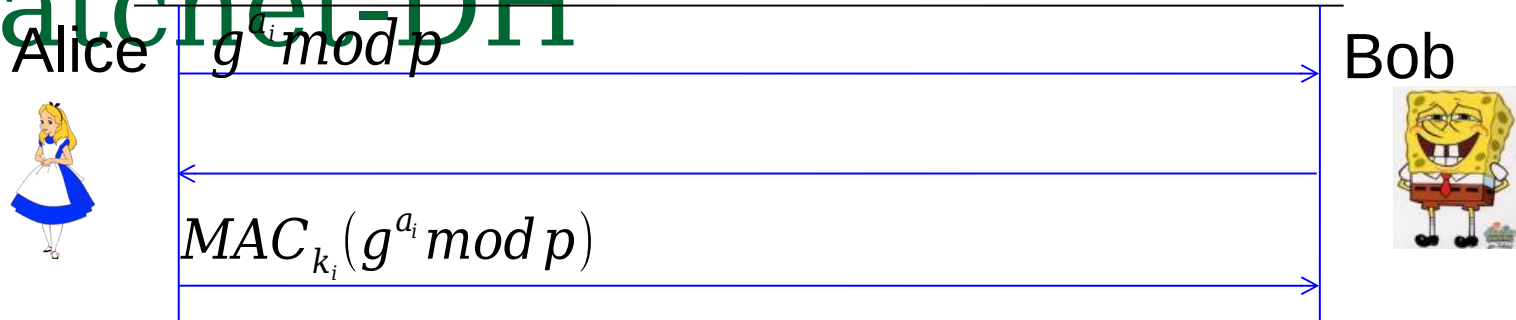 atchet-DH
Alice g^{a_i} mod p Bob
MAC_{k_i}(g^{a_i} mod p)